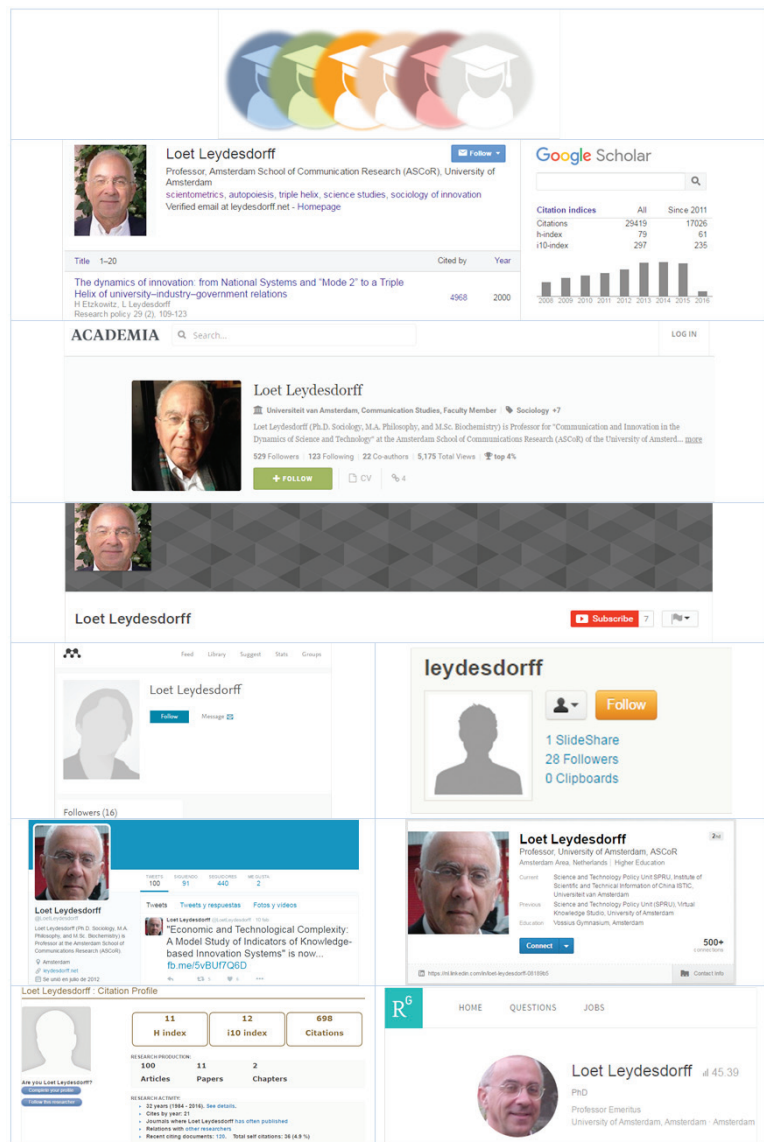 Loet Leydesdorff
Follow
Professor, Amsterdam School of Communication Research (ASCoR), University of
Amsterdam
scientometrics, autopoiesis, triple helix, science studies, sociology of innovation
Verified email at leydesdorff.net - Homepage
Title 1–20
Cited by
Year
The dynamics of innovation: from National Systems and "Mode 2" to a Triple
Helix of university–industry–government relations
H Etzkowitz, L Leydesdorff
Research policy 29 (2), 109-123
4968
2000
Google Scholar
Citation indices All Since 2011
Citations 29419 17026
h-index 79 61
i10-index 297 235
2008 2009 2010 2011 2012 2013 2014 2015 2016
ACADEMIA
Search...
LOG IN
Loet Leydesdorff
Universiteit van Amsterdam, Communication Studies, Faculty Member Sociology +7
Loet Leydesdorff (Ph.D. Sociology, M.A. Philosophy, and M.Sc. Biochemistry) is Professor for "Communication and Innovation in the
Dynamics of Science and Technology" at the Amsterdam School of Communications Research (ASCoR) of the University of Amsterd... more
529 Followers | 123 Following | 22 Co-authors | 5,175 Total Views | top 4%
+ FOLLOW
CV
4
Loet Leydesdorff
Subscribe 7
Feed Library Suggest Stats Groups
Loet Leydesdorff
Follow
Message
Followers (16)
leydesdorff
Follow
1 SlideShare
28 Followers
0 Clipboards
TWEETS SIGUIENDO SEGUIDORES ME GUSTA
100 91 440 2
Loet Leydesdorff
@LoetLeydesdorff
Loet Leydesdorff (Ph.D. Sociology, M.A.
Philosophy, and M.Sc. Biochemistry) is
Professor at the Amsterdam School of
Communications Research (ASCoR).
Amsterdam
leydesdorff.net
Se unió en julio de 2012
Tweets Tweets y respuestas Fotos y vídeos
Loet Leydesdorff @LoetLeydesdorff
"Economic and Technological Complexity:
A Model Study of Indicators of Knowledge-
based Innovation Systems" is now...
fb.me/5vBUf7Q6D
Loet Leydesdorff
2nd
Professor, University of Amsterdam, ASCoR
Amsterdam Area, Netherlands | Higher Education
Current Science and Technology Policy Unit SPRU, Institute of
Scientific and Technical Information of China ISTIC,
Universiteit van Amsterdam
Previous Science and Technology Policy Unit (SPRU), Virtual
Knowledge Studio, University of Amsterdam
Education Vossius Gymnasium, Amsterdam
Connect
500+
connections
Contact info
Loet Leydesdorff : Citation Profile
11 12 698
H index i10 index Citations
RESEARCH PRODUCTION:
100 11 2
Articles Papers Chapters
Are you Loet Leydesdorff?
Complete your profile
Follow this researcher
RESEARCH ACTIVITY:
32 years (1984 - 2016). See details.
Cites by year: 21
Journals where Loet Leydesdorff has often published
Relations with other researchers
Recent citing documents: 120. Total self citations: 36 (4.9 %)
RG
HOME QUESTIONS JOBS
Loet Leydesdorff 45.39
PhD
Professor Emeritus
University of Amsterdam, Amsterdam · Amsterdam